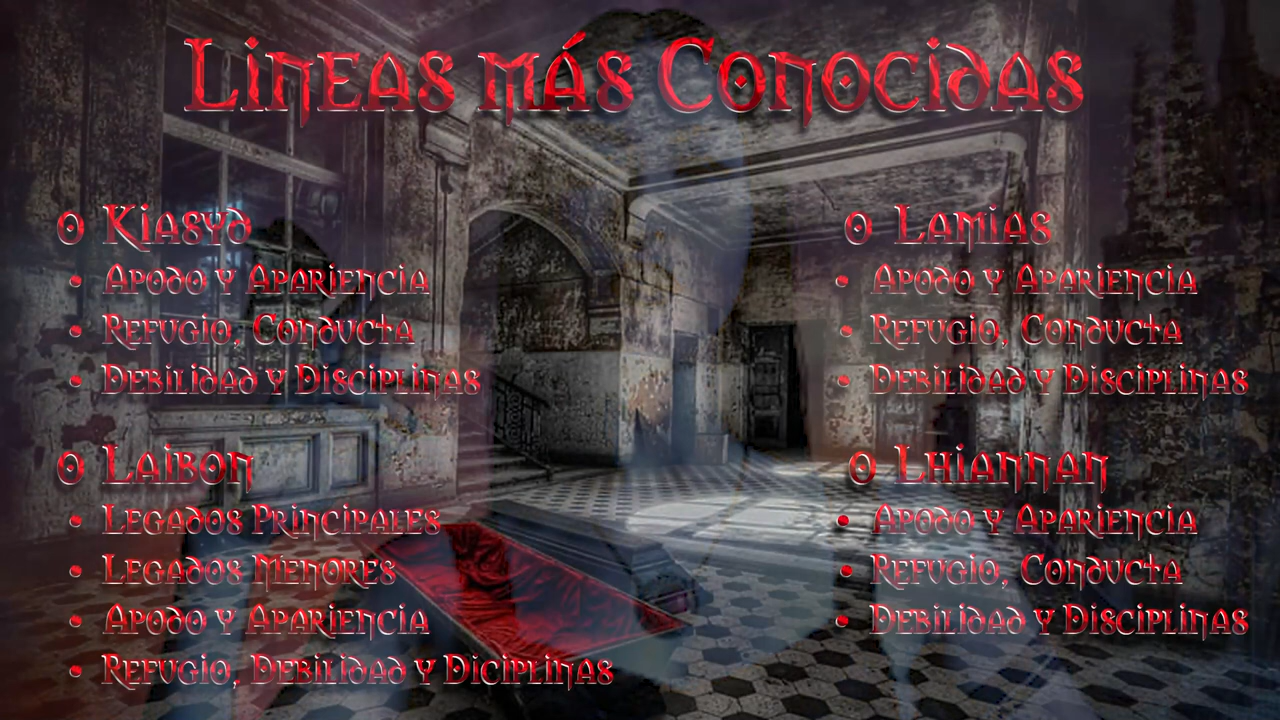 Lineas más Conocidas
o Kiasyd
• Apodo y Apariencia
• Refugio, Conducta
• Debilidad y Disciplinas
o Laibon
• Legados Principales
• Legados Menores
• Apodo y Apariencia
• Refugio, Debilidad y Diciplinas
o Lamias
• Apodo y Apariencia
• Refugio, Conducta
• Debilidad y Disciplinas
o Lhiannan
• Apodo y Apariencia
• Refugio, Conducta
• Debilidad y Disciplinas